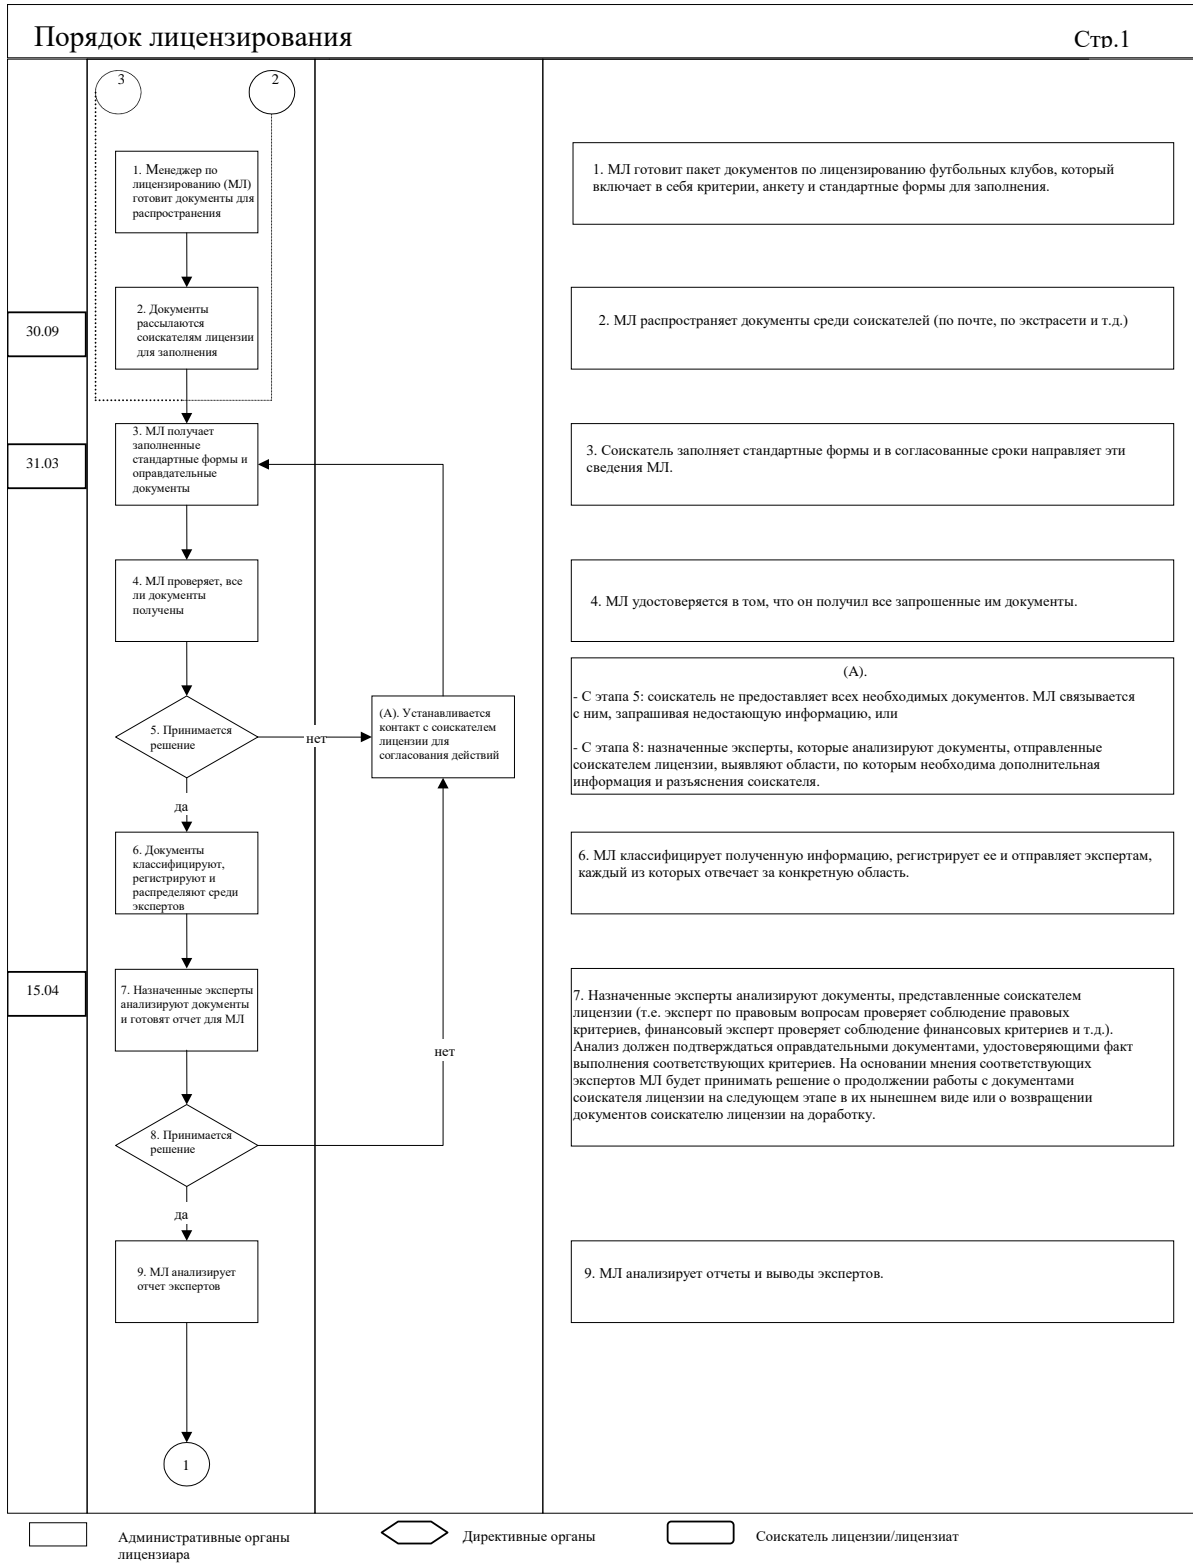 Порядок лицензирования
Стр.1
3
2
1. Менеджер по
лицензированию (МЛ)
готовит документы для
распространения
1. МЛ готовит пакет документов по лицензированию футбольных клубов, который
включает в себя критерии, анкету и стандартные формы для заполнения.
30.09
2. Документы
рассылаются
соискателям лицензии
для заполнения
2. МЛ распространяет документы среди соискателей (по почте, по экстрасети и т.д.)
31.03
3. МЛ получает
заполненные
стандартные формы и
оправдательные
документы
3. Соискатель заполняет стандартные формы и в согласованные сроки направляет эти
сведения МЛ.
4. МЛ проверяет, все
ли документы
получены
4. МЛ удостоверяется в том, что он получил все запрошенные им документы.
5. Принимается
решение
нет
(А). Устанавливается
контакт с соискателем
лицензии для
согласования действий
(А).
- С этапа 5: соискатель не предоставляет всех необходимых документов. МЛ связывается
с ним, запрашивая недостающую информацию, или
- С этапа 8: назначенные эксперты, которые анализируют документы, отправленные
соискателем лицензии, выявляют области, по которым необходима дополнительная
информация и разъяснения соискателя.
да
6. Документы
классифицируют,
регистрируют и
распределяют среди
экспертов
6. МЛ классифицирует полученную информацию, регистрирует ее и отправляет экспертам,
каждый из которых отвечает за конкретную область.
15.04
7. Назначенные эксперты
анализируют документы
и готовят отчет для МЛ
нет
7. Назначенные эксперты анализируют документы, представленные соискателем
лицензии (т.е. эксперт по правовым вопросам проверяет соблюдение правовых
критериев, финансовый эксперт проверяет соблюдение финансовых критериев и т.д.).
Анализ должен подтверждаться оправдательными документами, удостоверяющими факт
выполнения соответствующих критериев. На основании мнения соответствующих
экспертов МЛ будет принимать решение о продолжении работы с документами
соискателя лицензии на следующем этапе в их нынешнем виде или о возвращении
документов соискателю лицензии на доработку.
8. Принимается
решение
да
9. МЛ анализирует
отчет экспертов
9. МЛ анализирует отчеты и выводы экспертов.
1
Административные органы
лицензиара
Директивные органы
Соискатель лицензии/лицензиат